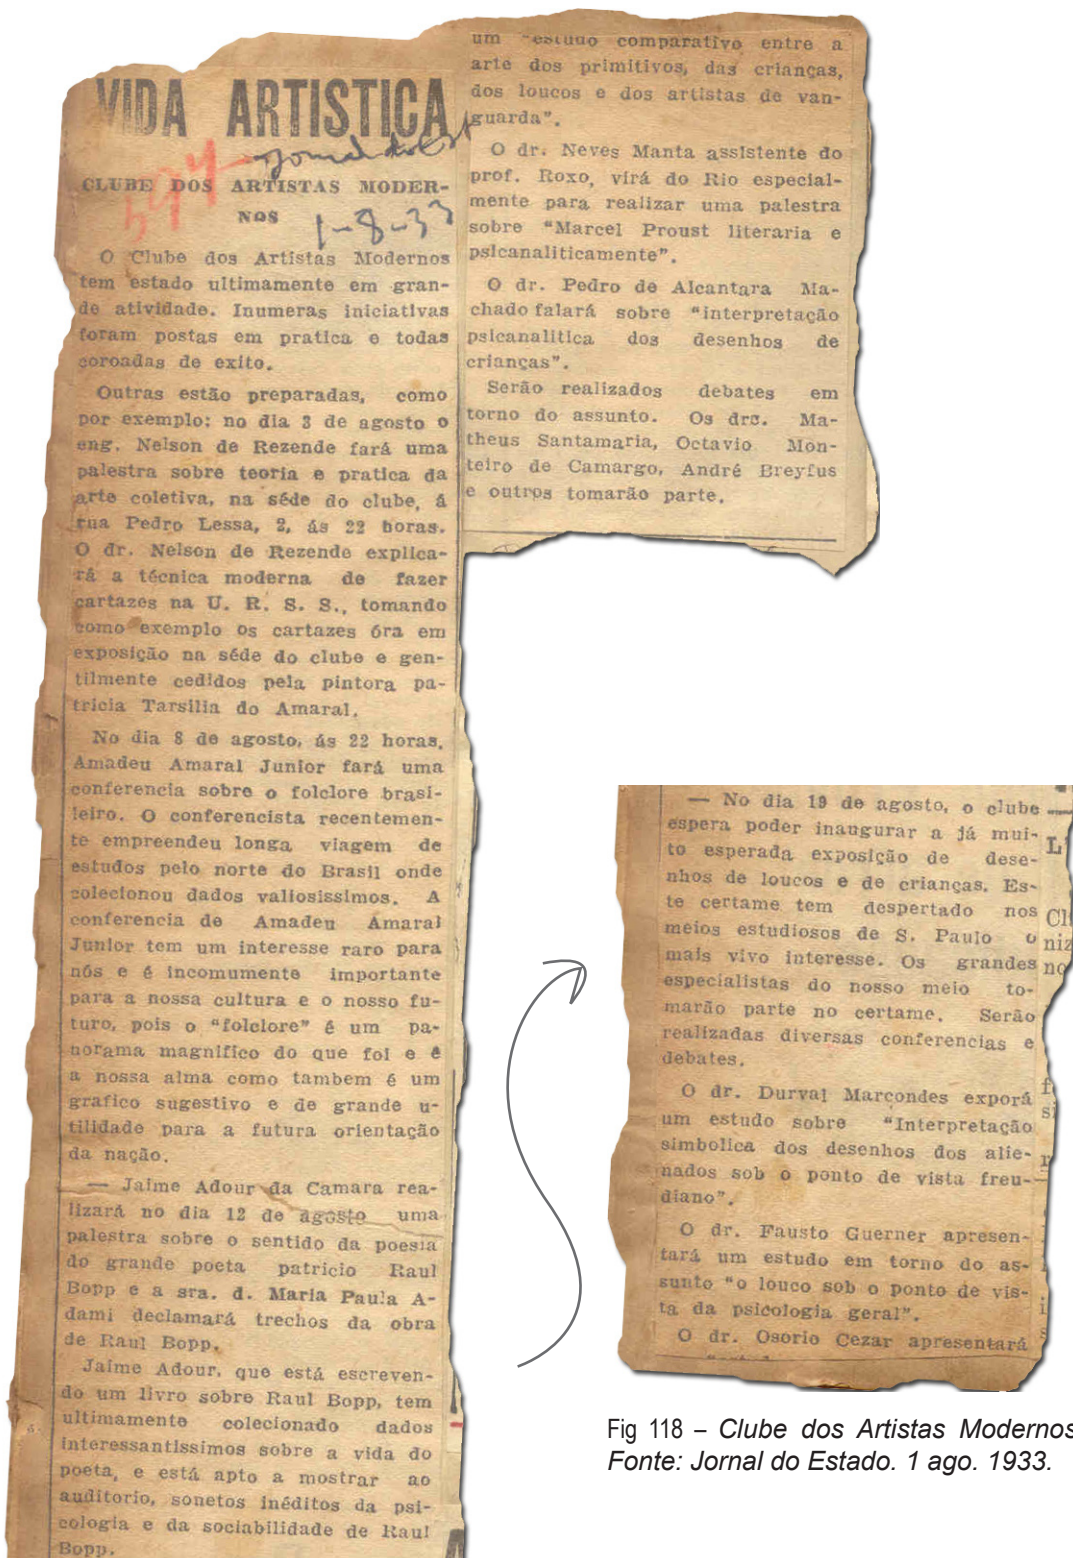 VIDA ARTISTICA
Jornal do Est
594
CLUBE DOS ARTISTAS MODER-
NOS
1-8-33
O Clube dos Artistas Modernos
tem estado ultimamente em gran-
de atividade. Inumeras iniciativas
foram postas em pratica e todas
coroadas de exito.
Outras estão preparadas, como
por exemplo: no dia 3 de agosto o
eng. Nelson de Rezende fará uma
palestra sobre teoria e pratica da
arte coletiva, na séde do clube, á
rua Pedro Lessa, 2, ás 22 horas.
O dr. Nelson de Rezende explica-
rá a técnica moderna de fazer
cartazes na U. R. S. S., tomando
como exemplo os cartazes óra em
exposição na séde do clube e gen-
tilmente cedidos pela pintora pa-
tricia Tarsilia do Amaral.
No dia 8 de agosto, ás 22 horas,
Amadeu Amaral Junior fará uma
conferencia sobre o folclore brasi-
leiro. O conferencista recentemen-
te empreendeu longa viagem de
estudos pelo norte do Brasil onde
colecionou dados valiosissimos. A
conferencia de Amadeu Amaral
Junior tem um interesse raro para
nós e é incomumente importante
para a nossa cultura e o nosso fu-
turo, pois o "folclore" é um pa-
norama magnifico do que foi e é
a nossa alma como tambem é um
grafico sugestivo e de grande u-
tilidade para a futura orientação
da nação.
— Jaime Adour da Camara rea-
lizará no dia 12 de agosto uma
palestra sobre o sentido da poesia
do grande poeta patricio Raul
Bopp e a sra. d. Maria Paula A-
dami declamará trechos da obra
de Raul Bopp.
Jaime Adour, que está escreven-
do um livro sobre Raul Bopp, tem
ultimamente colecionado dados
interessantissimos sobre a vida do
poeta, e está apto a mostrar ao
auditorio, sonetos inéditos da psi-
cologia e da sociabilidade de Raul
Bopp.
— No dia 19 de agosto, o clube
espera poder inaugurar a já mui-
to esperada exposição de dese-
nhos de loucos e de crianças. Es-
te certame tem despertado nos
meios estudiosos de S. Paulo o
mais vivo interesse. Os grandes
especialistas do nosso meio to-
marão parte no certame. Serão
realizadas diversas conferencias e
debates.
O dr. Durval Marcondes exporá
um estudo sobre "Interpretação
simbolica dos desenhos dos alie-
nados sob o ponto de vista freu-
diano".
O dr. Fausto Guerner apresen-
tará um estudo em torno do as-
sunto "o louco sob o ponto de vis-
ta da psicologia geral".
O dr. Osorio Cezar apresentará
um "estudo comparativo entre a
arte dos primitivos, das crianças,
dos loucos e dos artistas de van-
guarda".
O dr. Neves Manta assistente do
prof. Roxo, virá do Rio especial-
mente para realizar uma palestra
sobre "Marcel Proust literaria e
psicanaliticamente".
O dr. Pedro de Alcantara Ma-
chado falará sobre "interpretação
psicanalitica dos desenhos de
crianças".
Serão realizados debates em
torno do assunto. Os drs. Ma-
theus Santamaria, Octavio Mon-
teiro de Camargo, André Breyfus
e outros tomarão parte.
Fig 118 – Clube dos Artistas Modernos
Fonte: Jornal do Estado. 1 ago. 1933.